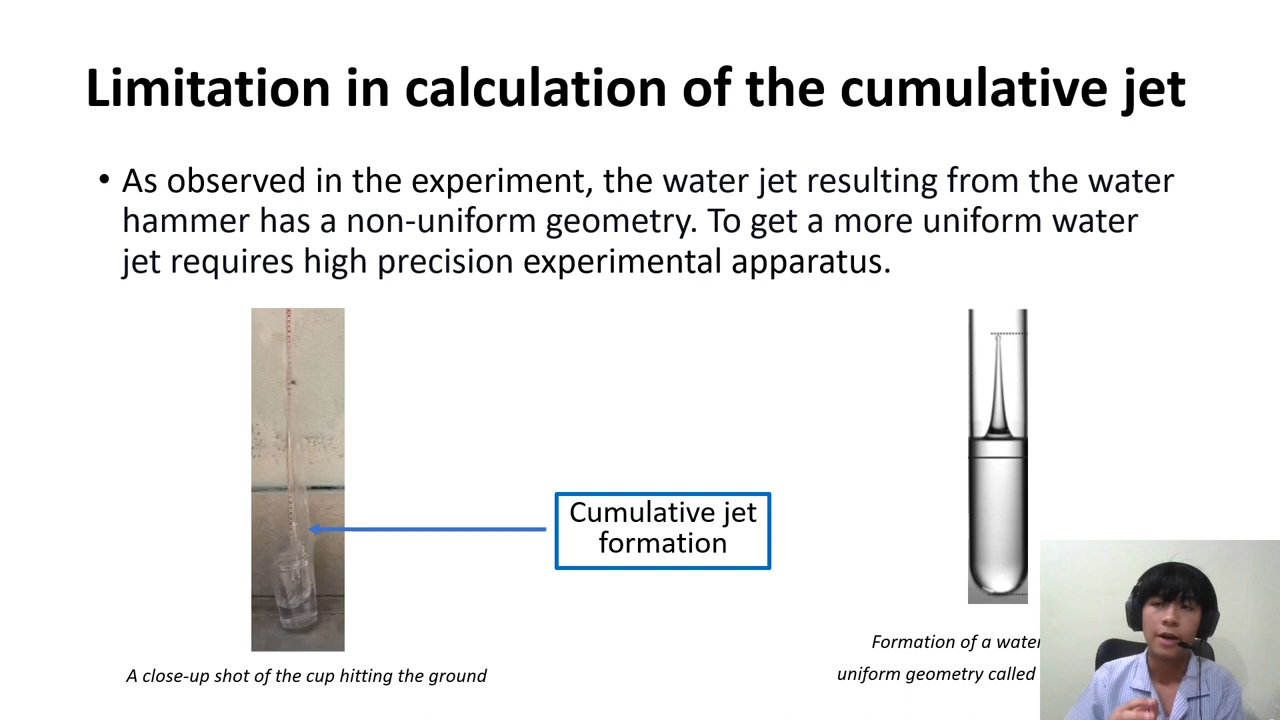 Limitation in calculation of the cumulative jet
• As observed in the experiment, the water jet resulting from the water
hammer has a non-uniform geometry. To get a more uniform water
jet requires high precision experimental apparatus.
Cumulative jet
formation
A close-up shot of the cup hitting the ground
Formation of a water
uniform geometry called